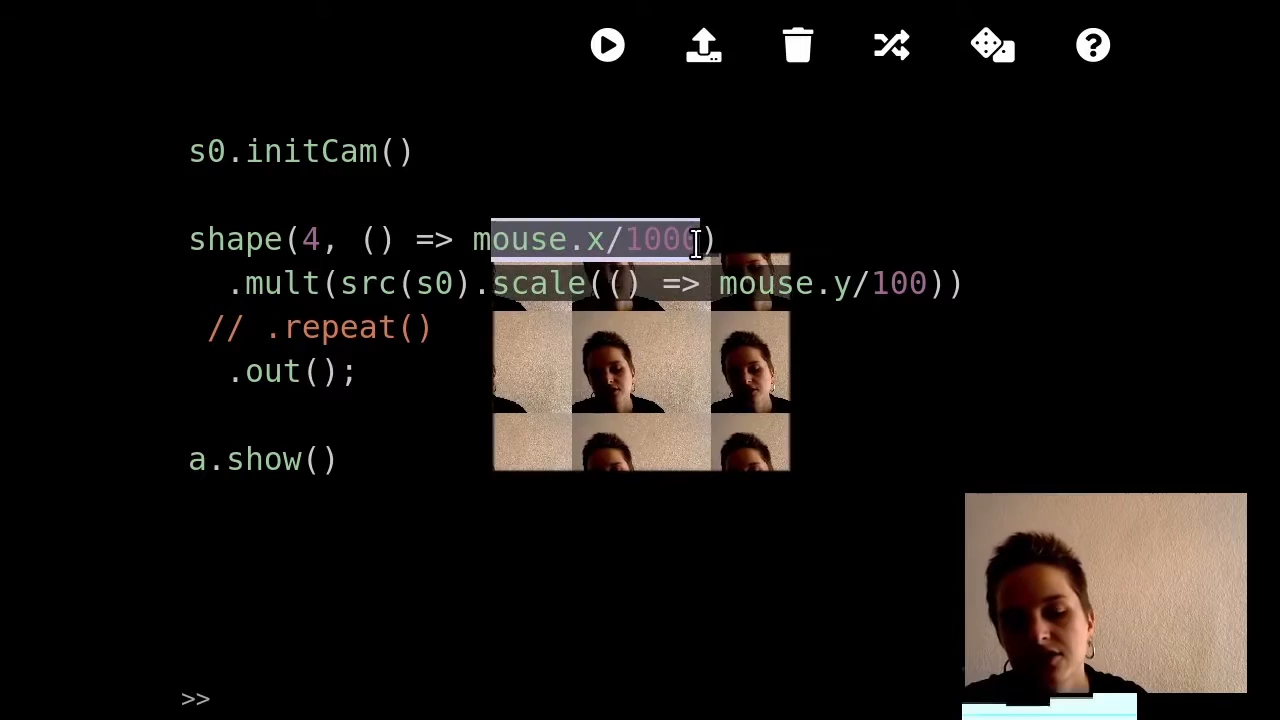 s0.initCam()
shape(4, () => mouse.x/1000)
.mult(src(s0).scale(() => mouse.y/100))
// .repeat()
.out();
a.show()
>>